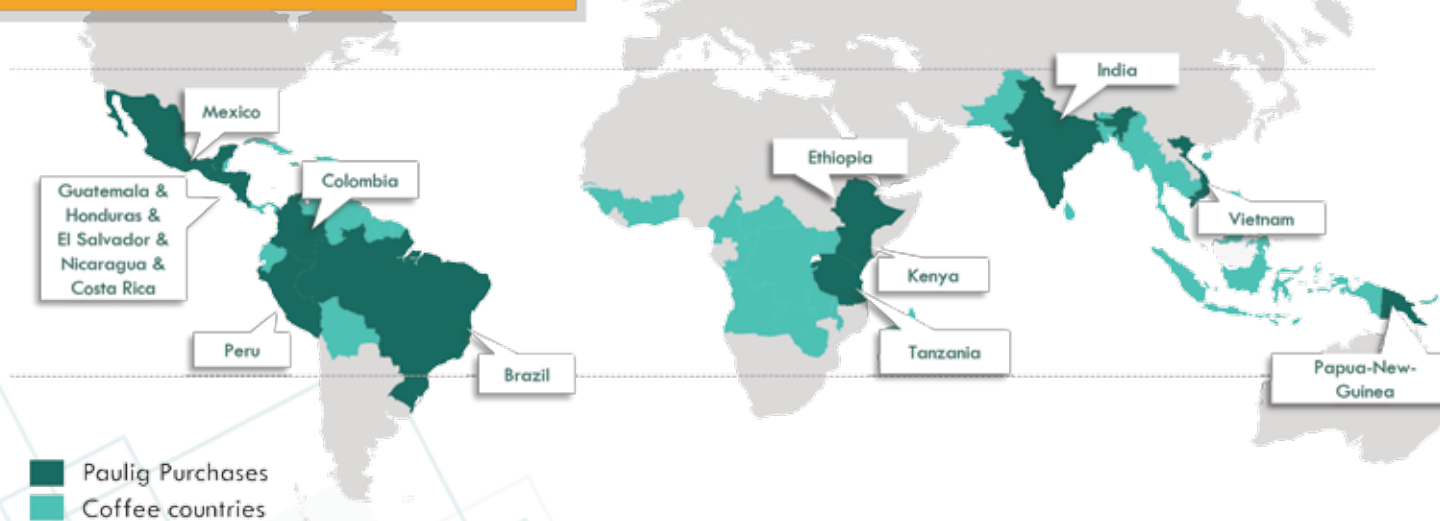 India
Mexico
Ethiopia
Colombia
Guatemala &
Honduras &
El Salvador &
Nicaragua &
Costa Rica
Vietnam
Kenya
Peru
Tanzania
Brazil
Papua-New-
Guinea
Paulig Purchases
Coffee countries